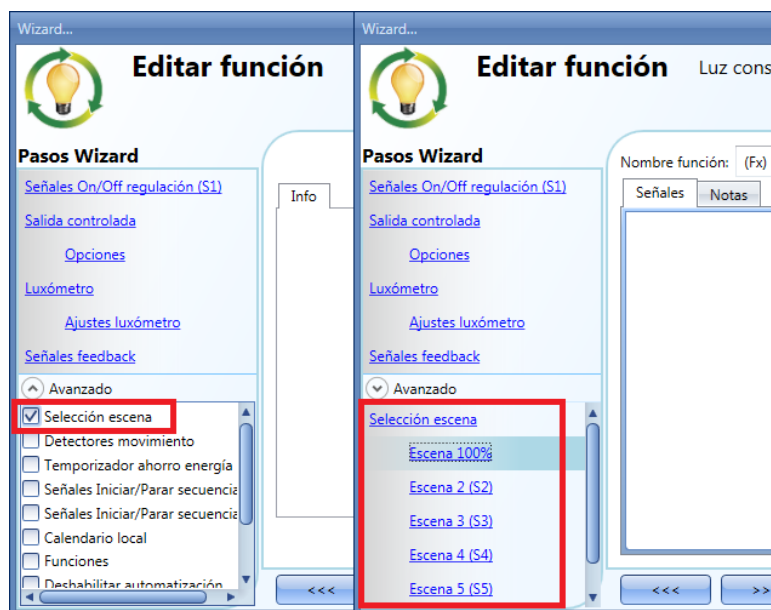 Wizard...
Editar función
Pasos Wizard
Señales On/Off regulación (S1)
Salida controlada
Opciones
Luxómetro
Ajustes luxómetro
Señales feedback
Avanzado
Selección escena
Detectores movimiento
Temporizador ahorro energía
Señales Iniciar/Parar secuencia
Señales Iniciar/Parar secuencia
Calendario local
Funciones
Deshabilitar automatización
Info
<<<
Wizard...
Editar función
Luz cons
Pasos Wizard
Señales On/Off regulación (S1)
Salida controlada
Opciones
Luxómetro
Ajustes luxómetro
Señales feedback
Avanzado
Selección escena
Escena 100%
Escena 2 (S2)
Escena 3 (S3)
Escena 4 (S4)
Escena 5 (S5)
Nombre función: (Fx)
Señales Notas
<<< >>